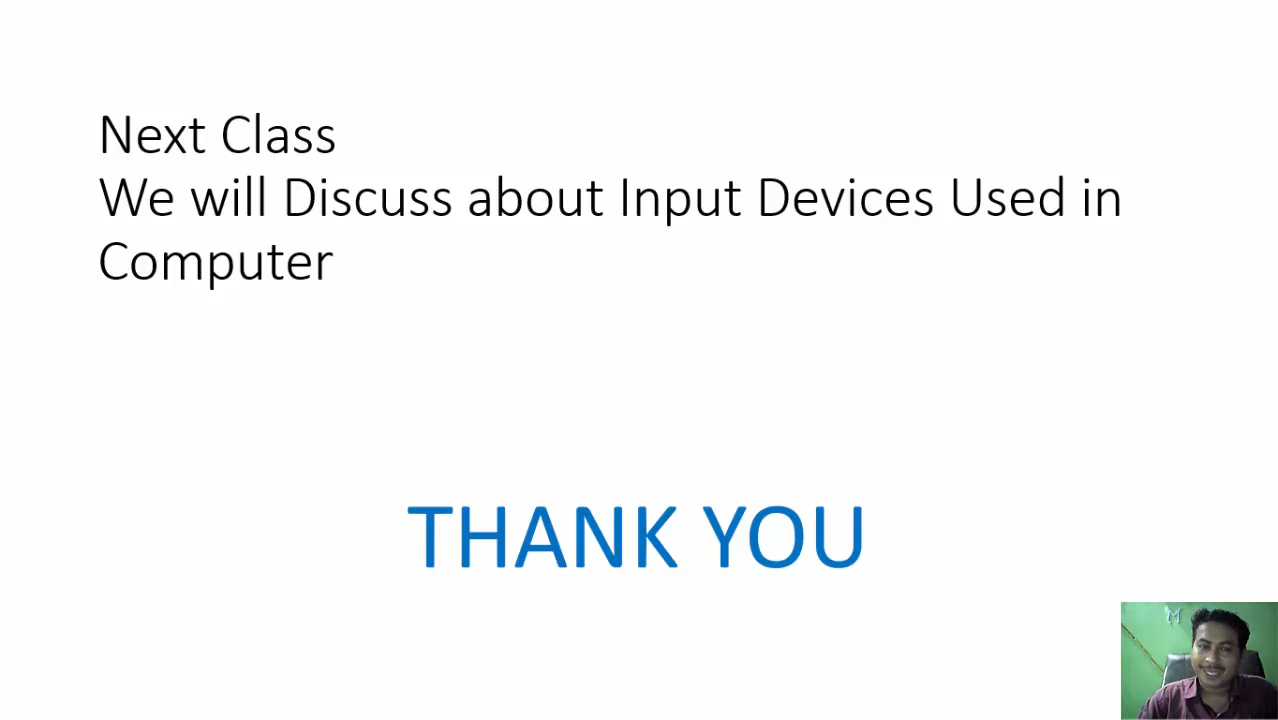 Next Class
We will Discuss about Input Devices Used in
Computer
THANK YOU